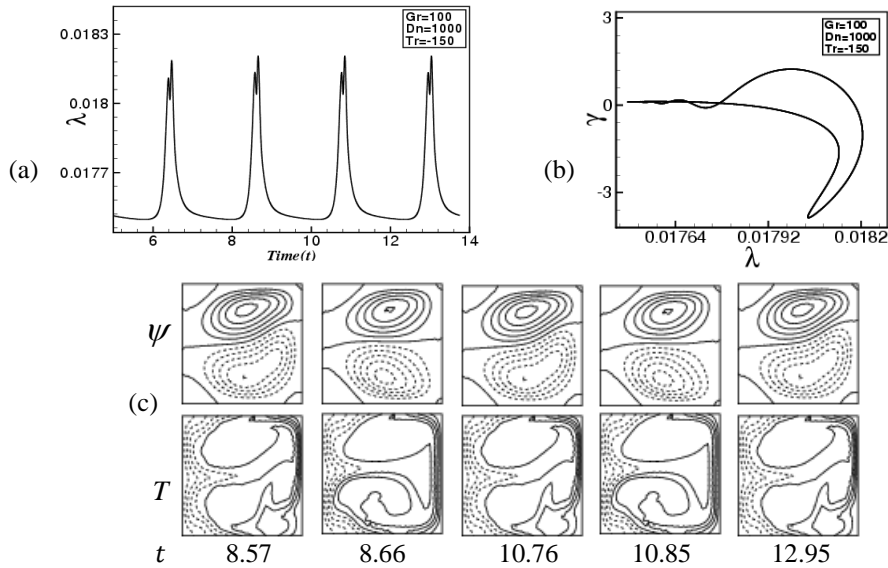 (a)
λ
0.0183
0.018
0.0177
Gr=100
Dn=1000
Tr=-150
6 8 10 12 14
Time(t)
(b)
γ
3
0
-3
Gr=100
Dn=1000
Tr=-150
0.01764 0.01792 0.0182
λ
(c)
ψ
T
t 8.57 8.66 10.76 10.85 12.95